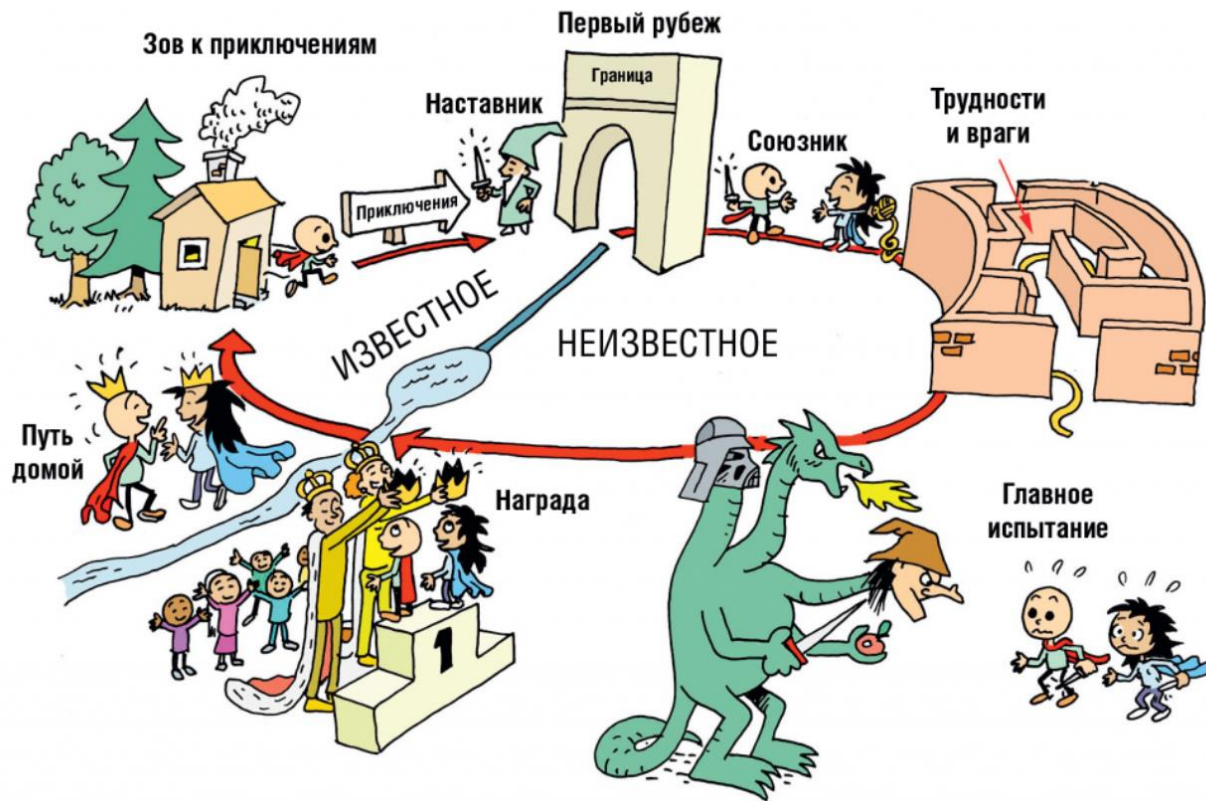 Зов к приключениям
Приключения
Наставник
Первый рубеж
Граница
Союзник
Трудности
и враги
ИЗВЕСТНОЕ
НЕИЗВЕСТНОЕ
Путь
домой
Награда
1
Главное
испытание